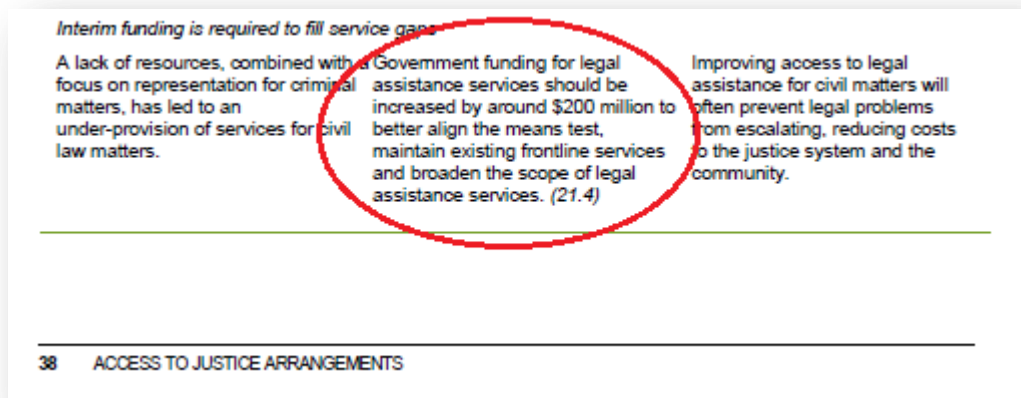 Interim funding is required to fill service gaps
A lack of resources, combined with a
focus on representation for criminal
matters, has led to an
under-provision of services for civil
law matters.
Government funding for legal
assistance services should be
increased by around $200 million to
better align the means test,
maintain existing frontline services
and broaden the scope of legal
assistance services. (21.4)
Improving access to legal
assistance for civil matters will
often prevent legal problems
from escalating, reducing costs
to the justice system and the
community.
38 ACCESS TO JUSTICE ARRANGEMENTS